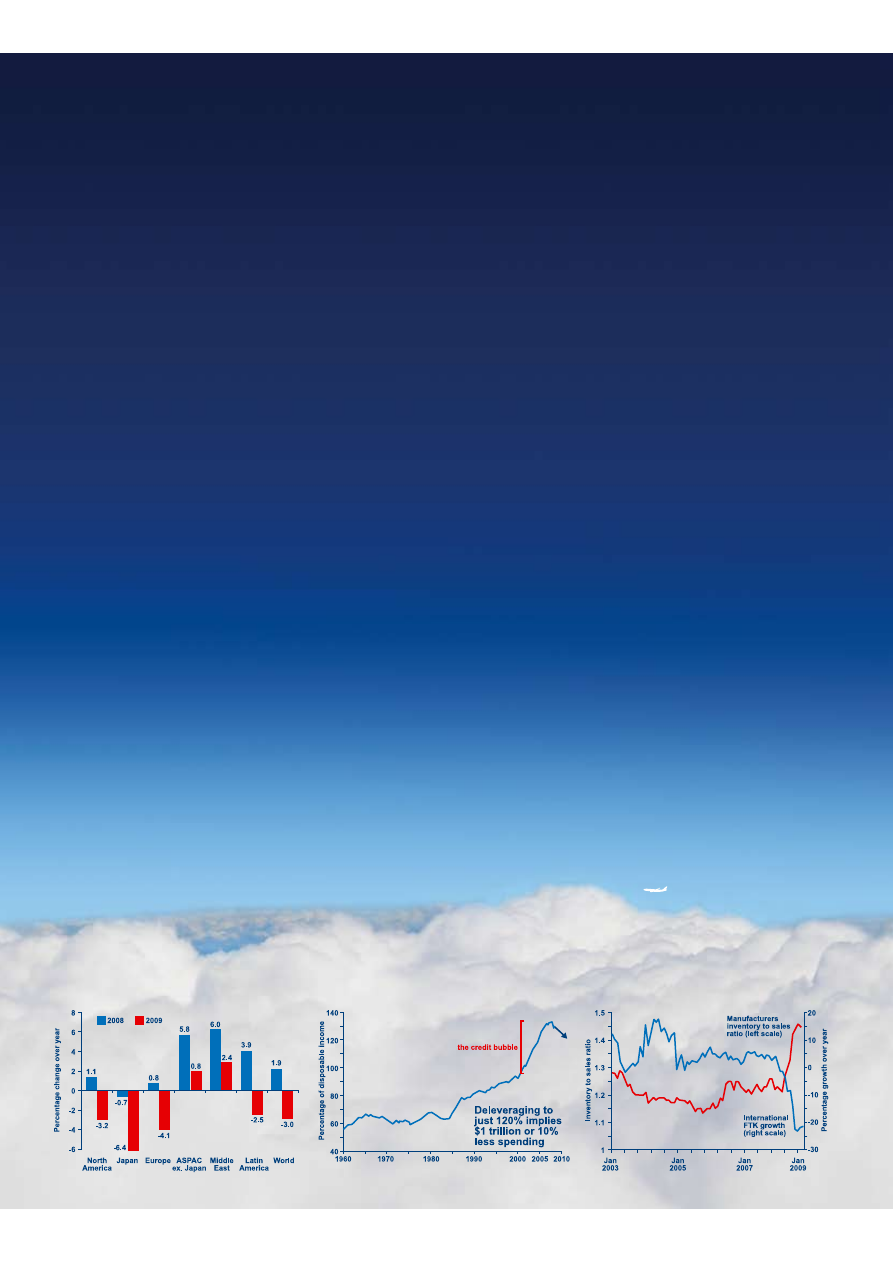 Percentage change over year
8
6
4
2
0
-2
-4
-6
2008
2009
1.1
-3.2
-0.7
-6.4
0.8
-4.1
5.8
0.8
6.0
2.4
3.9
-2.5
1.9
-3.0
North
America
Japan
Europe
ASPAC
ex. Japan
Middle
East
Latin
America
World
Percentage of disposable income
140
120
100
80
60
40
the credit bubble
Deleveraging to
just 120% implies
$1 trillion or 10%
less spending
1960
1970
1980
1990
2000
2005
2010
Inventory to sales ratio
1.5
1.4
1.3
1.2
1.1
1
Manufacturers
inventory to sales
ratio (left scale)
International
FTK growth
(right scale)
20
10
0
-10
-20
-30
Percentage growth over year
Jan
2003
Jan
2005
Jan
2007
Jan
2009